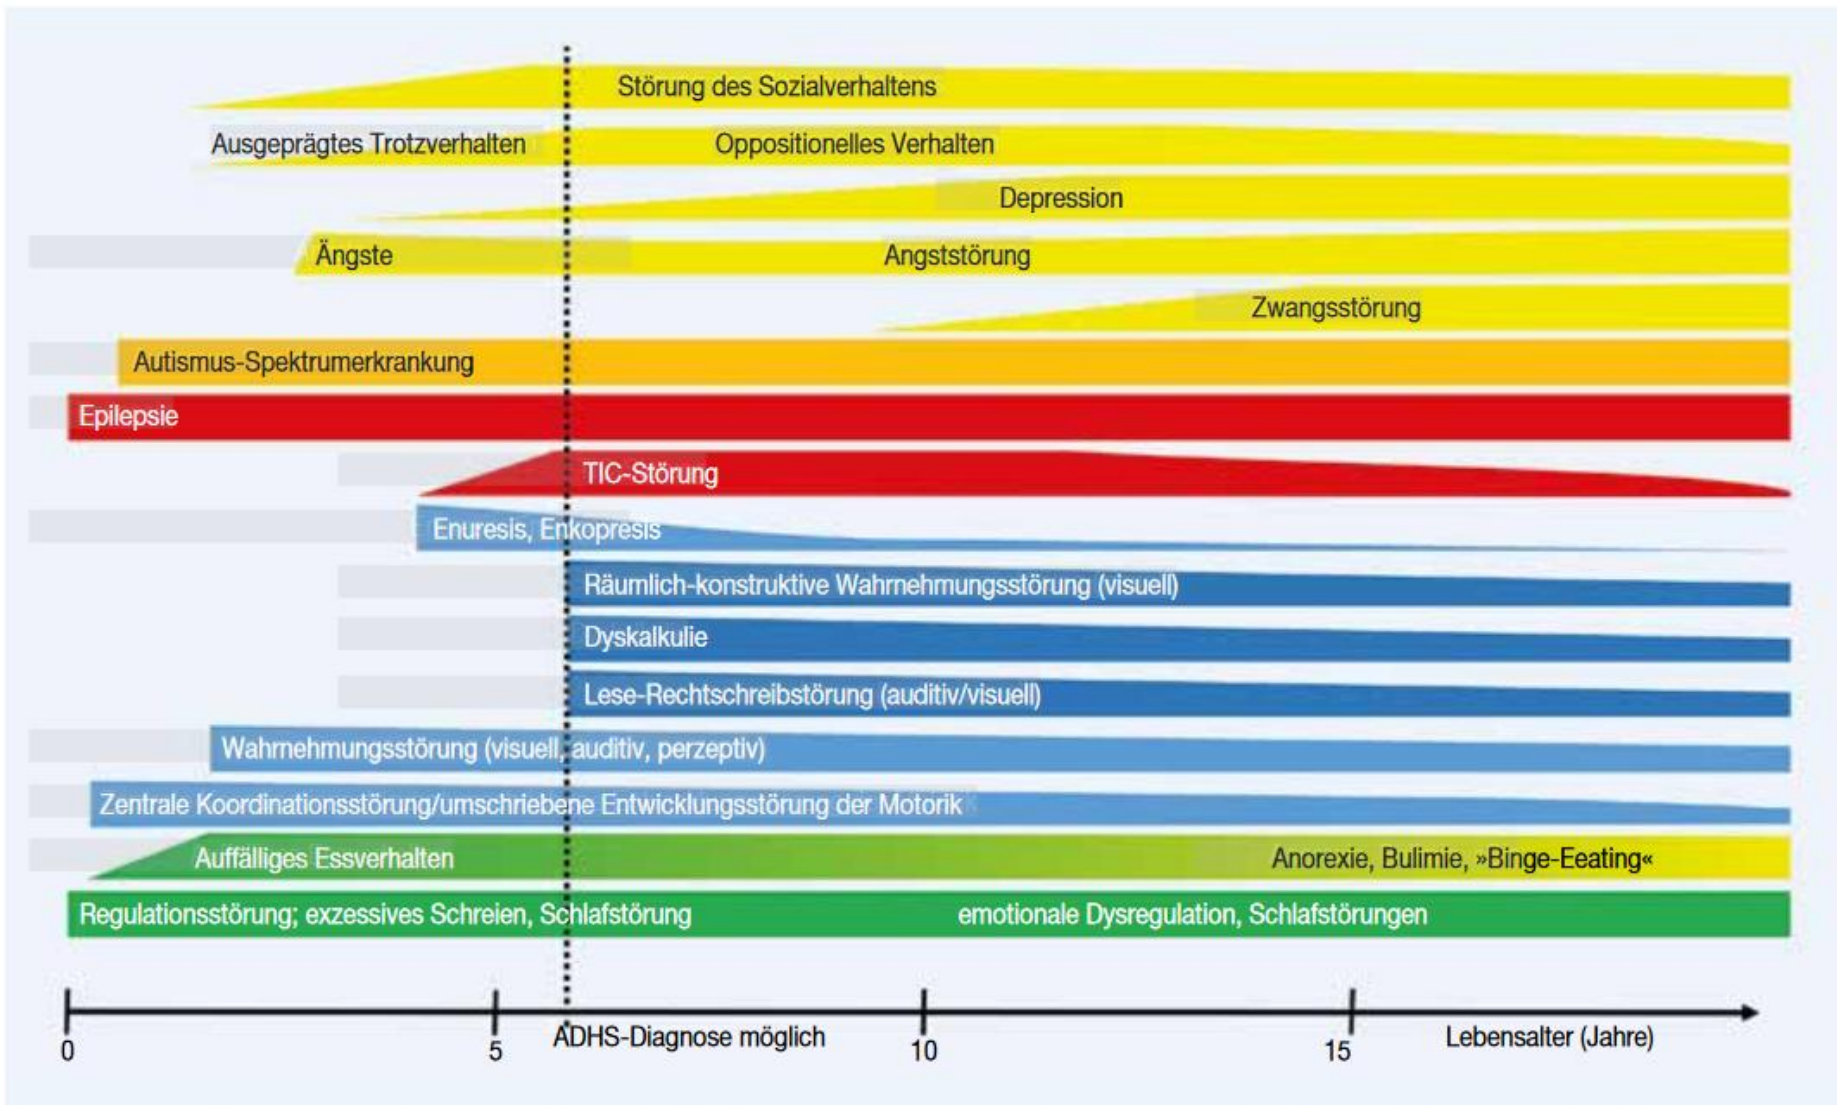 Störung des Sozialverhaltens
Ausgeprägtes Trotzverhalten Oppositionelles Verhalten
Depression
Ängste Angststörung
Zwangsstörung
Autismus-Spektrumerkrankung
Epilepsie
TIC-Störung
Enuresis, Enkopresis
Räumlich-konstruktive Wahrnehmungsstörung (visuell)
Dyskalkulie
Lese-Rechtschreibstörung (auditiv/visuell)
Wahrnehmungsstörung (visuell, auditiv, perzeptiv)
Zentrale Koordinationsstörung/umschriebene Entwicklungsstörung der Motorik
Auffälliges Essverhalten Anorexie, Bulimie, »Binge-Eeating«
Regulationsstörung; exzessives Schreien, Schlafstörung emotionale Dysregulation, Schlafstörungen
ADHS-Diagnose möglich Lebensalter (Jahre)
0 5 10 15